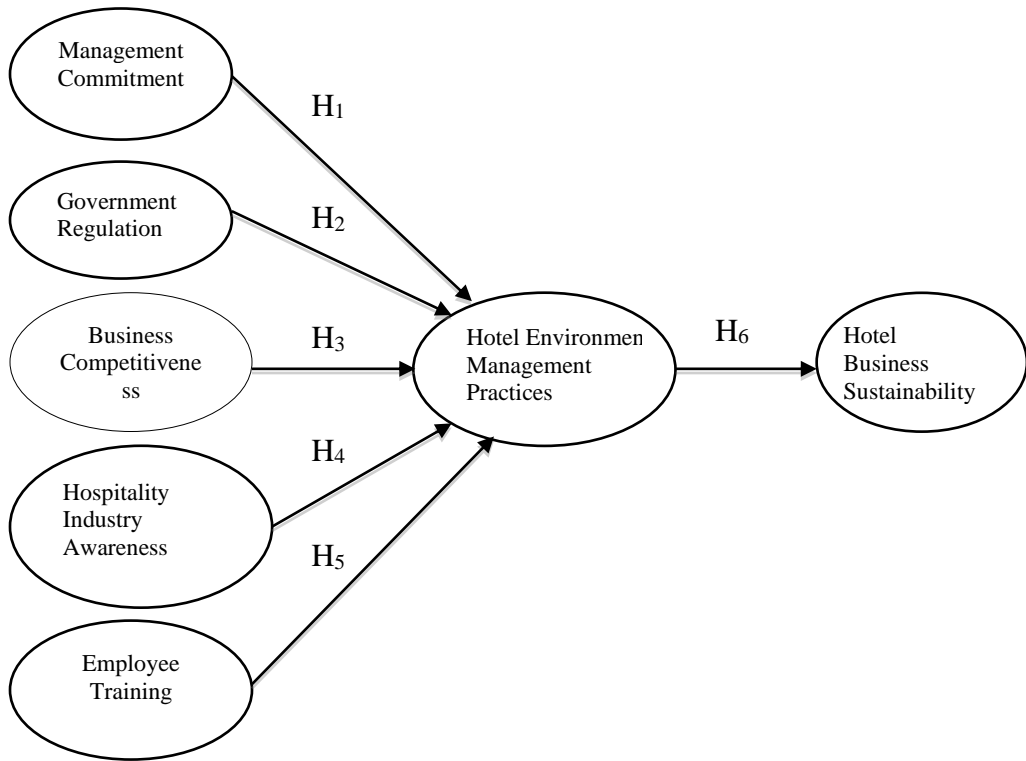 Management
Commitment
H1
Government
Regulation
H2
Business
Competitivene
ss
H3
Hotel Environmen
Management
Practices
H6
Hotel
Business
Sustainability
Hospitality
Industry
Awareness
H4
H5
Employee
Training